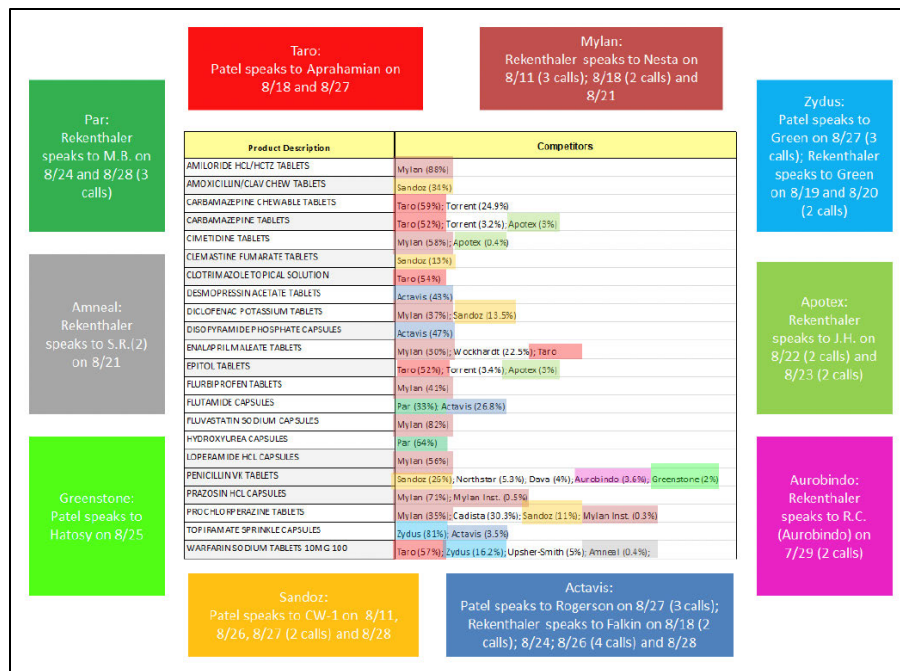 Taro:
Patel speaks to Aprahamian on
8/18 and 8/27
Mylan:
Rekenthaler speaks to Nesta on
8/11 (3 calls); 8/18 (2 calls) and
8/21
Par:
Rekenthaler
speaks to M.B. on
8/24 and 8/28 (3
calls)
Zydus:
Patel speaks to
Green on 8/27 (3
calls); Rekenthaler
speaks to Green
on 8/19 and 8/20
(2 calls)
Product Description Competitors
AMILORIDE HCL/HCTZ TABLETS Mylan (88%)
AMOXICILLIN/CLAV CHEW TABLETS Sandoz (34%)
CARBAMAZEPINE CHEWABLE TABLETS Taro (59%); Torrent (24.9%)
CARBAMAZEPINE TABLETS Taro (52%); Torrent (3.2%); Apotex (3%)
CIMETIDINE TABLETS Mylan (58%); Apotex (0.4%)
CLEMASTINE FUMARATE TABLETS Sandoz (13%)
CLOTRIMAZOLE TOPICAL SOLUTION Taro (54%)
DESMOPRESSIN ACETATE TABLETS Actavis (43%)
DICLOFENAC POTASSIUM TABLETS Mylan (37%); Sandoz (13.5%)
DISOPYRAMIDE PHOSPHATE CAPSULES Actavis (47%)
ENALAPRIL MALEATE TABLETS Mylan (30%); Wockhardt (22.5%); Taro
EPITOL TABLETS Taro (52%); Torrent (3.4%); Apotex (3%)
FLURBIPROFEN TABLETS Mylan (41%)
FLUTAMIDE CAPSULES Par (33%); Actavis (26.8%)
FLUVASTATIN SODIUM CAPSULES Mylan (82%)
HYDROXYUREA CAPSULES Par (64%)
LOPERAMIDE HCL CAPSULES Mylan (56%)
PENICILLIN VK TABLETS Sandoz (26%); Northstar (5.3%); Dava (4%); Aurobindo (3.6%); Greenstone (2%)
PRAZOSIN HCL CAPSULES Mylan (71%); Mylan Inst. (0.5%)
PROCHLORPERAZINE TABLETS Mylan (35%); Cadista (30.3%); Sandoz (11%); Mylan Inst. (0.3%)
TOPIRAMATE SPRINKLE CAPSULES Zydus (81%); Actavis (3.5%)
WARFARIN SODIUM TABLETS 10MG 100 Taro (57%); Zydus (16.2%); Upsher-Smith (5%); Amneal (0.4%);
Amneal:
Rekenthaler
speaks to S.R.(2)
on 8/21
Apotex:
Rekenthaler
speaks to J.H. on
8/22 (2 calls) and
8/23 (2 calls)
Greenstone:
Patel speaks to
Hatosy on 8/25
Aurobindo:
Rekenthaler
speaks to R.C.
(Aurobindo) on
7/29 (2 calls)
Sandoz:
Patel speaks to CW-1 on 8/11,
8/26, 8/27 (2 calls) and 8/28
Actavis:
Patel speaks to Rogerson on 8/27 (3 calls);
Rekenthaler speaks to Falkin on 8/18 (2
calls); 8/24; 8/26 (4 calls) and 8/28